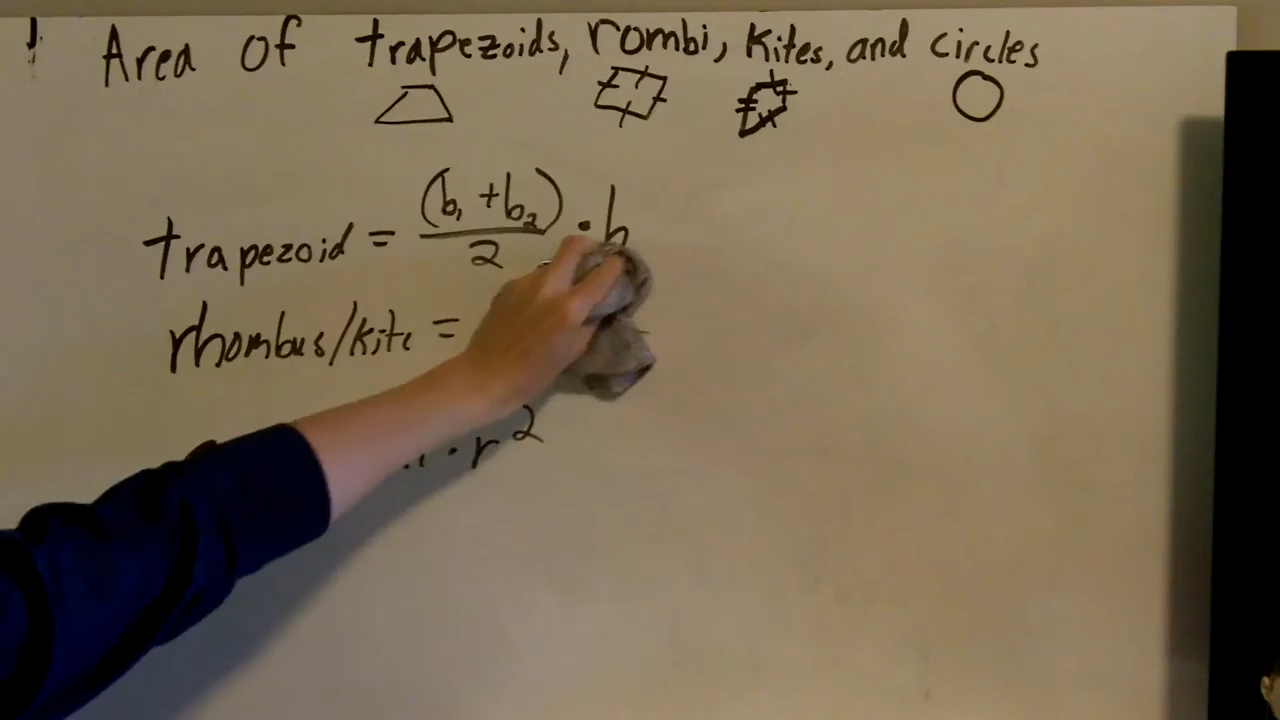 Area of trapezoids, rombi, kites, and circles
trapezoid = (b₁ + b₂)/2 · h
rhombus/kite =
· r²